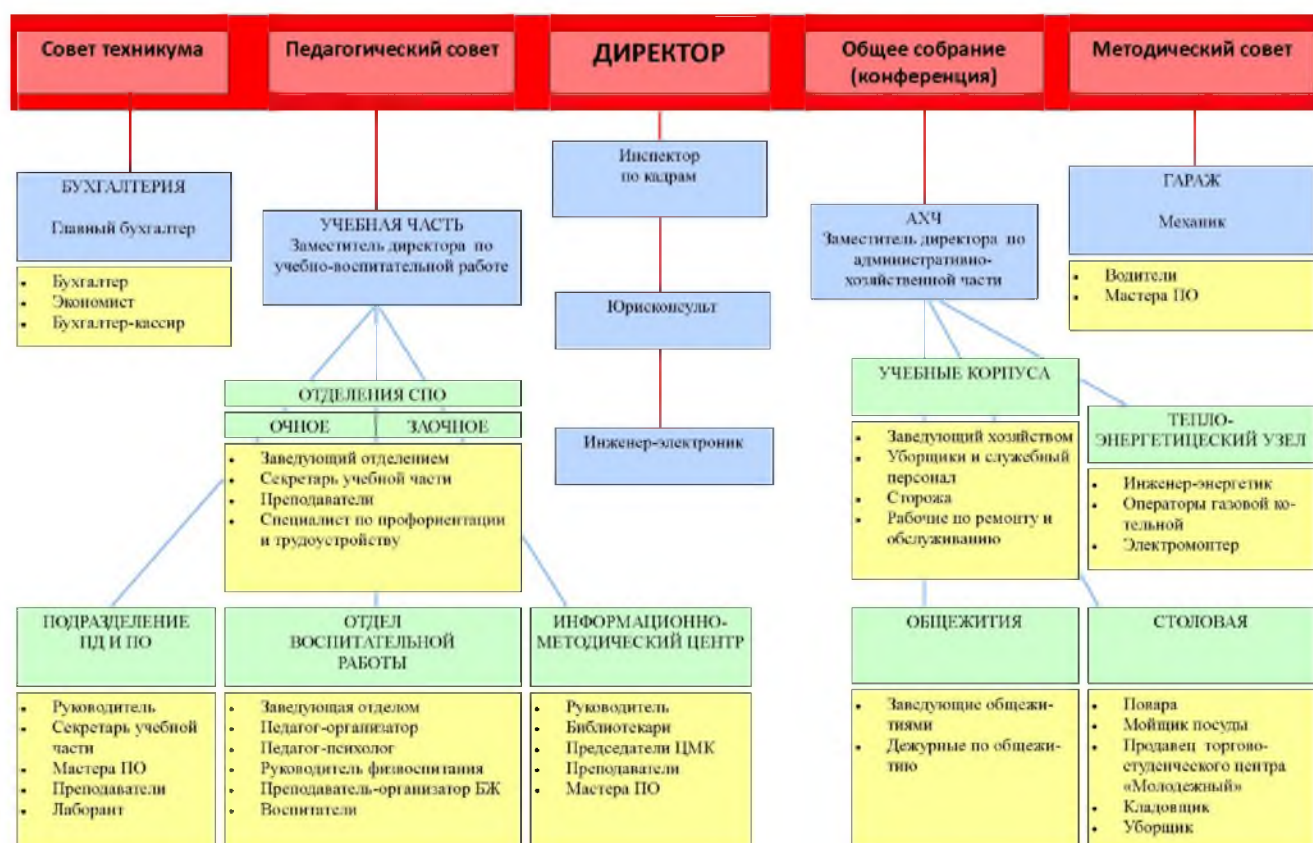 Совет техникума
Педагогический совет
ДИРЕКТОР
Общее собрание
(конференция)
Методический совет
БУХГАЛТЕРИЯ
Главный бухгалтер
Бухгалтер
Экономист
Бухгалтер-кассир
УЧЕБНАЯ ЧАСТЬ
Заместитель директора по
учебно-воспитательной работе
Инспектор
по кадрам
Юрисконсульт
Инженер-электроник
АХЧ
Заместитель директора по
административно-
хозяйственной части
ГАРАЖ
Механик
Водители
Мастера ПО
ОТДЕЛЕНИЯ СПО
ОЧНОЕ
ЗАОЧНОЕ
Заведующий отделением
Секретарь учебной части
Преподаватели
Специалист по профориентации
и трудоустройству
УЧЕБНЫЕ КОРПУСА
Заведующий хозяйством
Уборщики и служебный
персонал
Сторожа
Рабочие по ремонту и
обслуживанию
ТЕПЛО-
ЭНЕРГЕТИЦЕСКИЙ УЗЕЛ
Инженер-энергетик
Операторы газовой ко-
тельной
Электромонтер
ПОДРАЗДЕЛЕНИЕ
ПД И ПО
Руководитель
Секретарь учебной
части
Мастера ПО
Преподаватели
Лаборант
ОТДЕЛ
ВОСПИТАТЕЛЬНОЙ
РАБОТЫ
Заведующая отделом
Педагог-организатор
Педагог-психолог
Руководитель физвоспитания
Преподаватель-организатор БЖ
Воспитатели
ИНФОРМАЦИОННО-
МЕТОДИЧЕСКИЙ ЦЕНТР
Руководитель
Библиотекари
Председатели ЦМК
Преподаватели
Мастера ПО
ОБЩЕЖИТИЯ
Заведующие общежи-
тиями
Дежурные по общежи-
тию
СТОЛОВАЯ
Повара
Мойщик посуды
Продавец торгово-
студенческого центра
«Молодежный»
Кладовщик
Уборщик